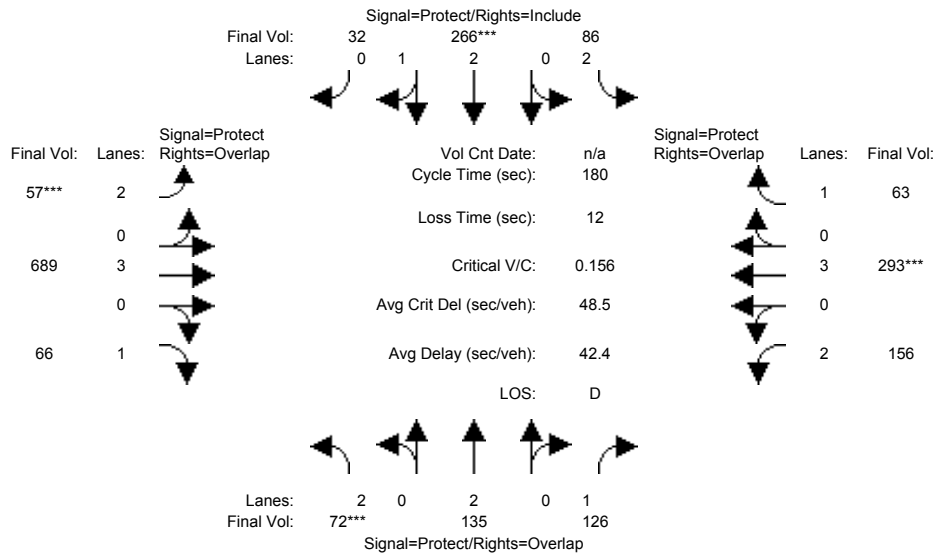 Signal=Protect/Rights=Include
Final Vol: 32 266*** 86
Lanes: 0 1 2 0 2
Signal=Protect Signal=Protect
Final Vol: Lanes: Rights=Overlap Vol Cnt Date: n/a Rights=Overlap Lanes: Final Vol:
Cycle Time (sec): 180
57*** 2 1 63
Loss Time (sec): 12
0 0
689 3 Critical V/C: 0.156 3 293***
0 Avg Crit Del (sec/veh): 48.5 0
66 1 Avg Delay (sec/veh): 42.4 2 156
LOS: D
Lanes: 2 0 2 0 1
Final Vol: 72*** 135 126
Signal=Protect/Rights=Overlap